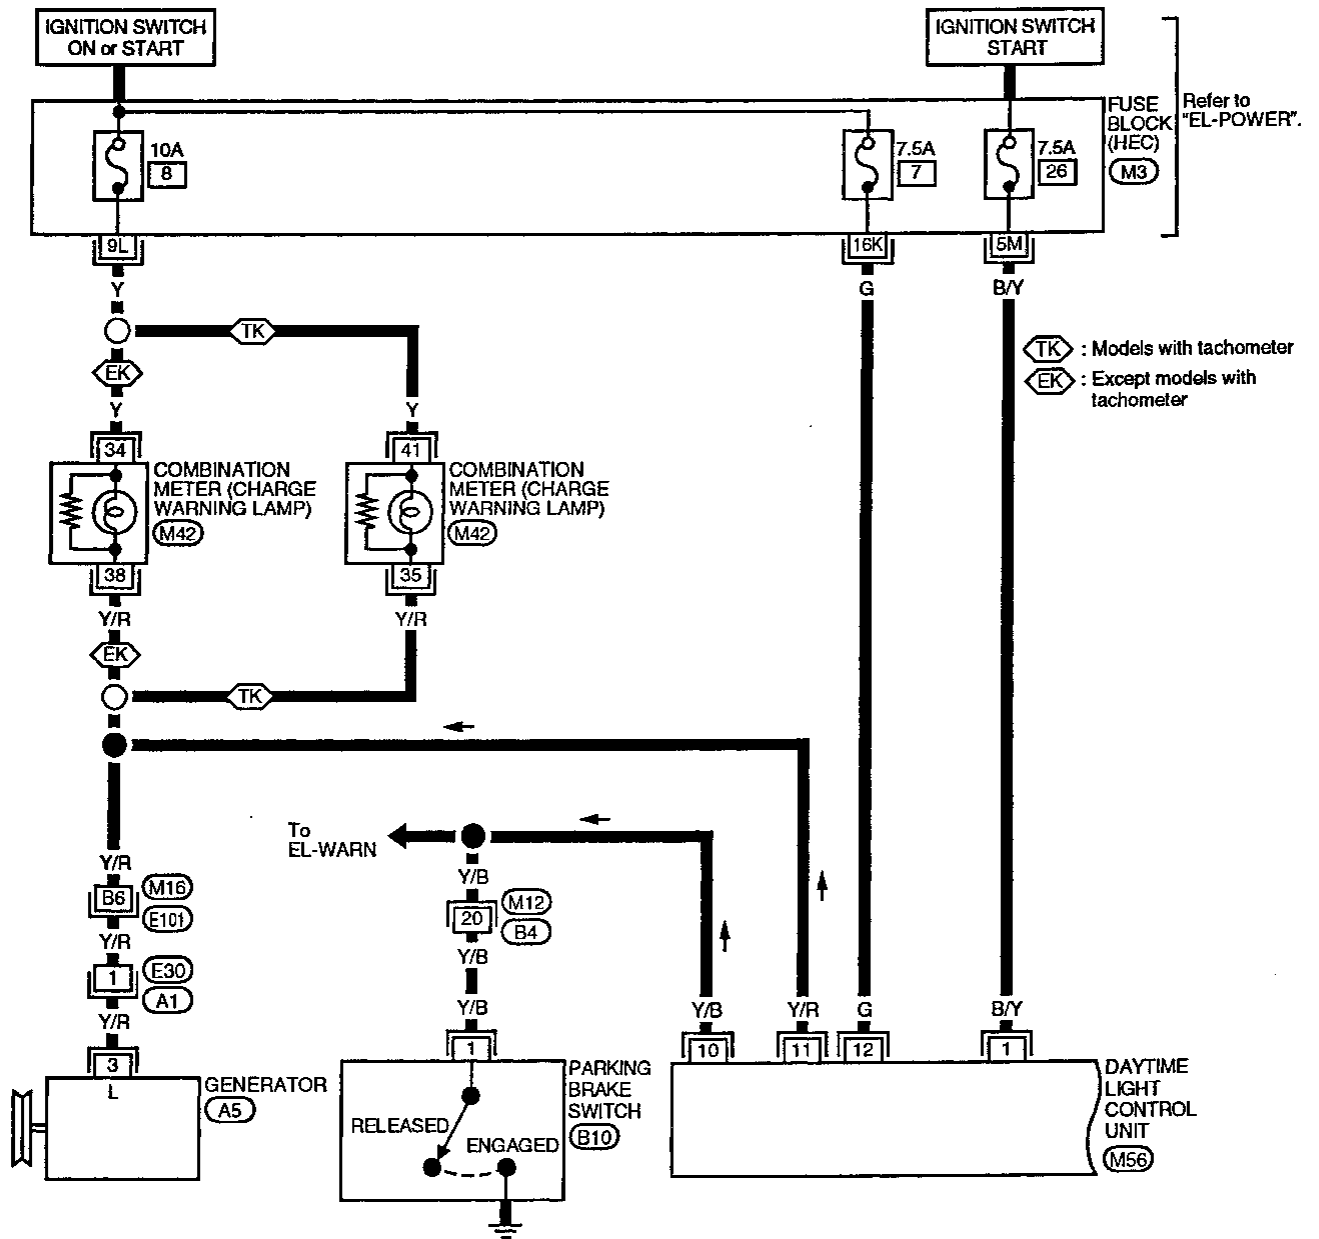 IGNITION SWITCH
ON or START
IGNITION SWITCH
START
FUSE
BLOCK
(HEC)
M3
Refer to
"EL-POWER".
10A
8
7.5A
7
7.5A
26
9L
16K
5M
Y
G
B/Y
TK
EK
TK : Models with tachometer
EK : Except models with
tachometer
Y
Y
34
41
COMBINATION
METER (CHARGE
WARNING LAMP)
M42
COMBINATION
METER (CHARGE
WARNING LAMP)
M42
38
35
Y/R
Y/R
EK
TK
To
EL-WARN
Y/R
B6
M16
E101
Y/R
1
E30
A1
Y/R
3
L
GENERATOR
A5
Y/B
20
M12
B4
Y/B
Y/B
1
RELEASED
ENGAGED
PARKING
BRAKE
SWITCH
B10
Y/B
Y/R
G
B/Y
10
11
12
1
DAYTIME
LIGHT
CONTROL
UNIT
M56